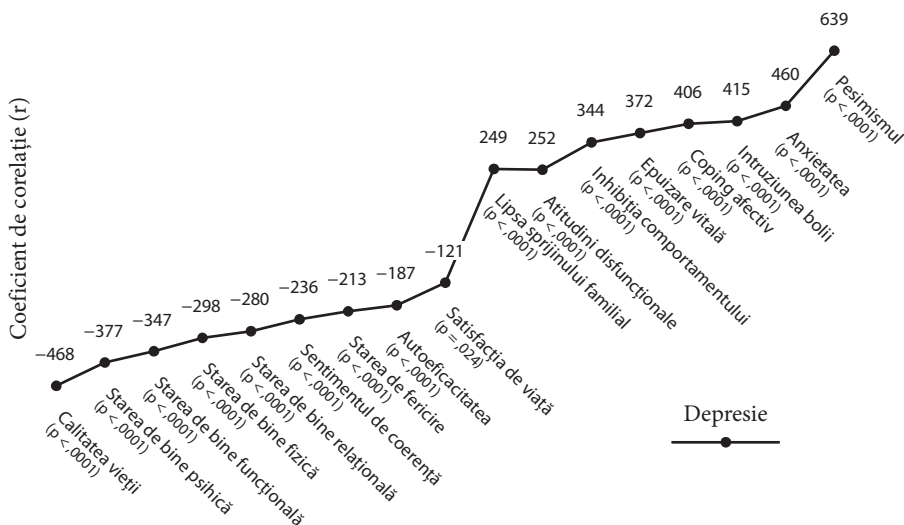 Coeficient de corelație (r)
−468
−377
−347
−298
−280
−236
−213
−187
−121
249
252
344
372
406
415
460
639
Calitatea vieții
(p <,0001)
Starea de bine psihică
(p <,0001)
Starea de bine funcțională
(p <,0001)
Starea de bine fizică
(p <,0001)
Starea de bine relațională
(p <,0001)
Sentimentul de coerență
(p <,0001)
Starea de fericire
(p <,0001)
Autoeficacitatea
(p <,0001)
Satisfacția de viață
(p =,024)
Lipsa sprijinului familial
(p <,0001)
Atitudini disfuncționale
(p <,0001)
Inhibiția comportamentului
(p <,0001)
Epuizare vitală
(p <,0001)
Coping afectiv
(p <,0001)
Intruziunea bolii
(p <,0001)
Anxietatea
(p <,0001)
Pesimismul
(p <,0001)
Depresie